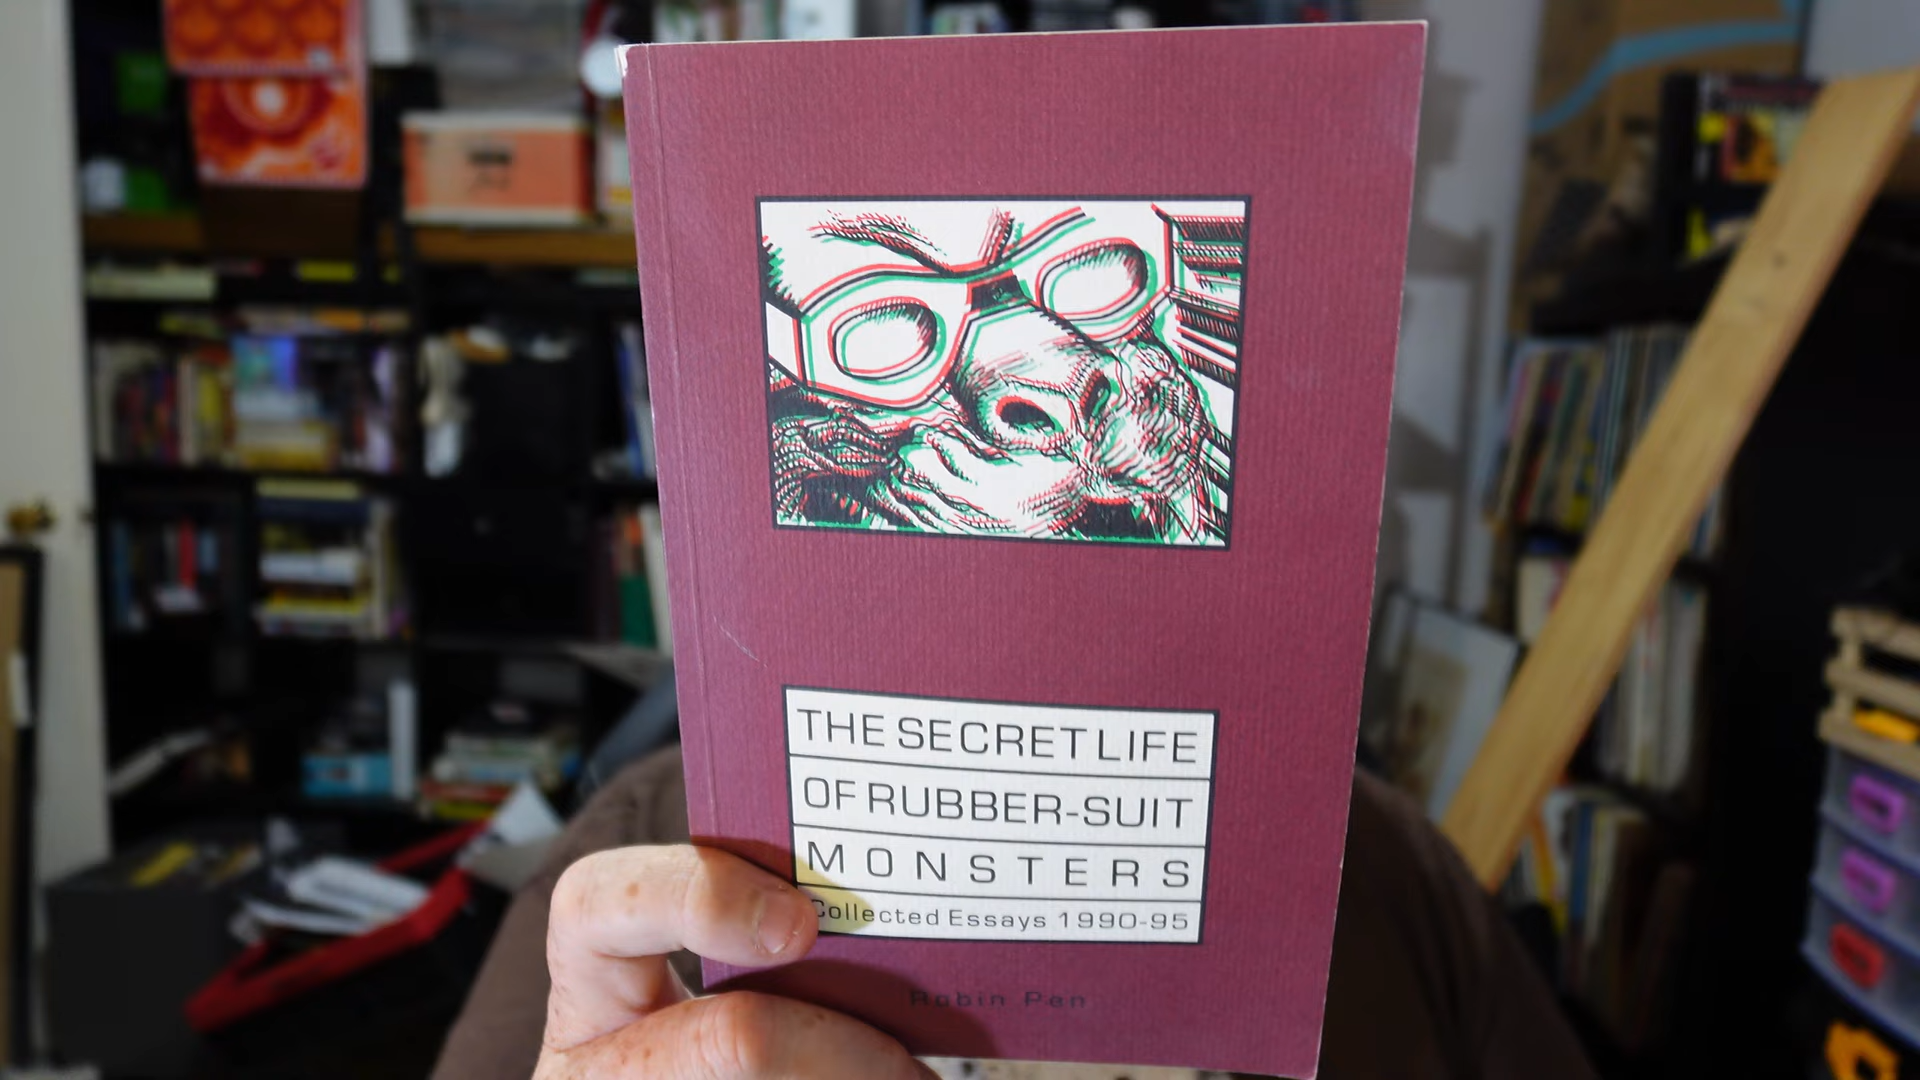 THE SECRET LIFE
OF RUBBER-SUIT
MONSTERS
Collected Essays 1990-95
Robin Pen